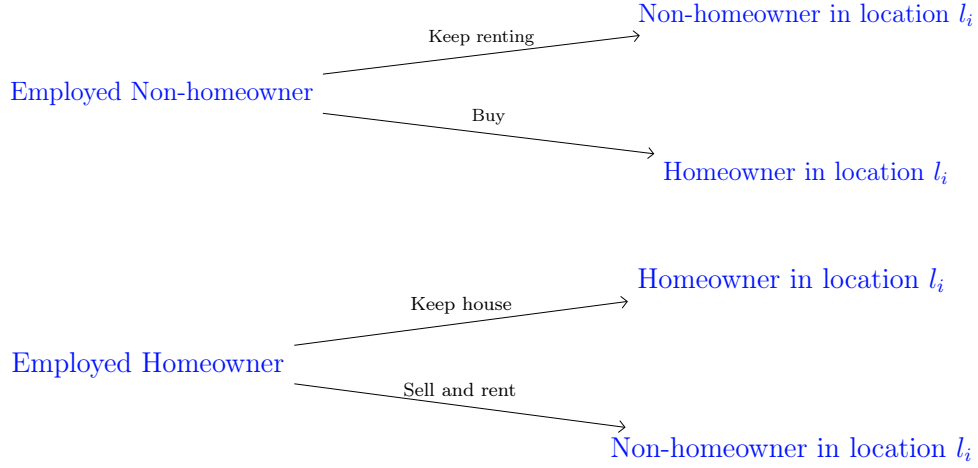 Non-homeowner in location l_i
Keep renting
Employed Non-homeowner
Buy
Homeowner in location l_i
Homeowner in location l_i
Keep house
Employed Homeowner
Sell and rent
Non-homeowner in location l_i